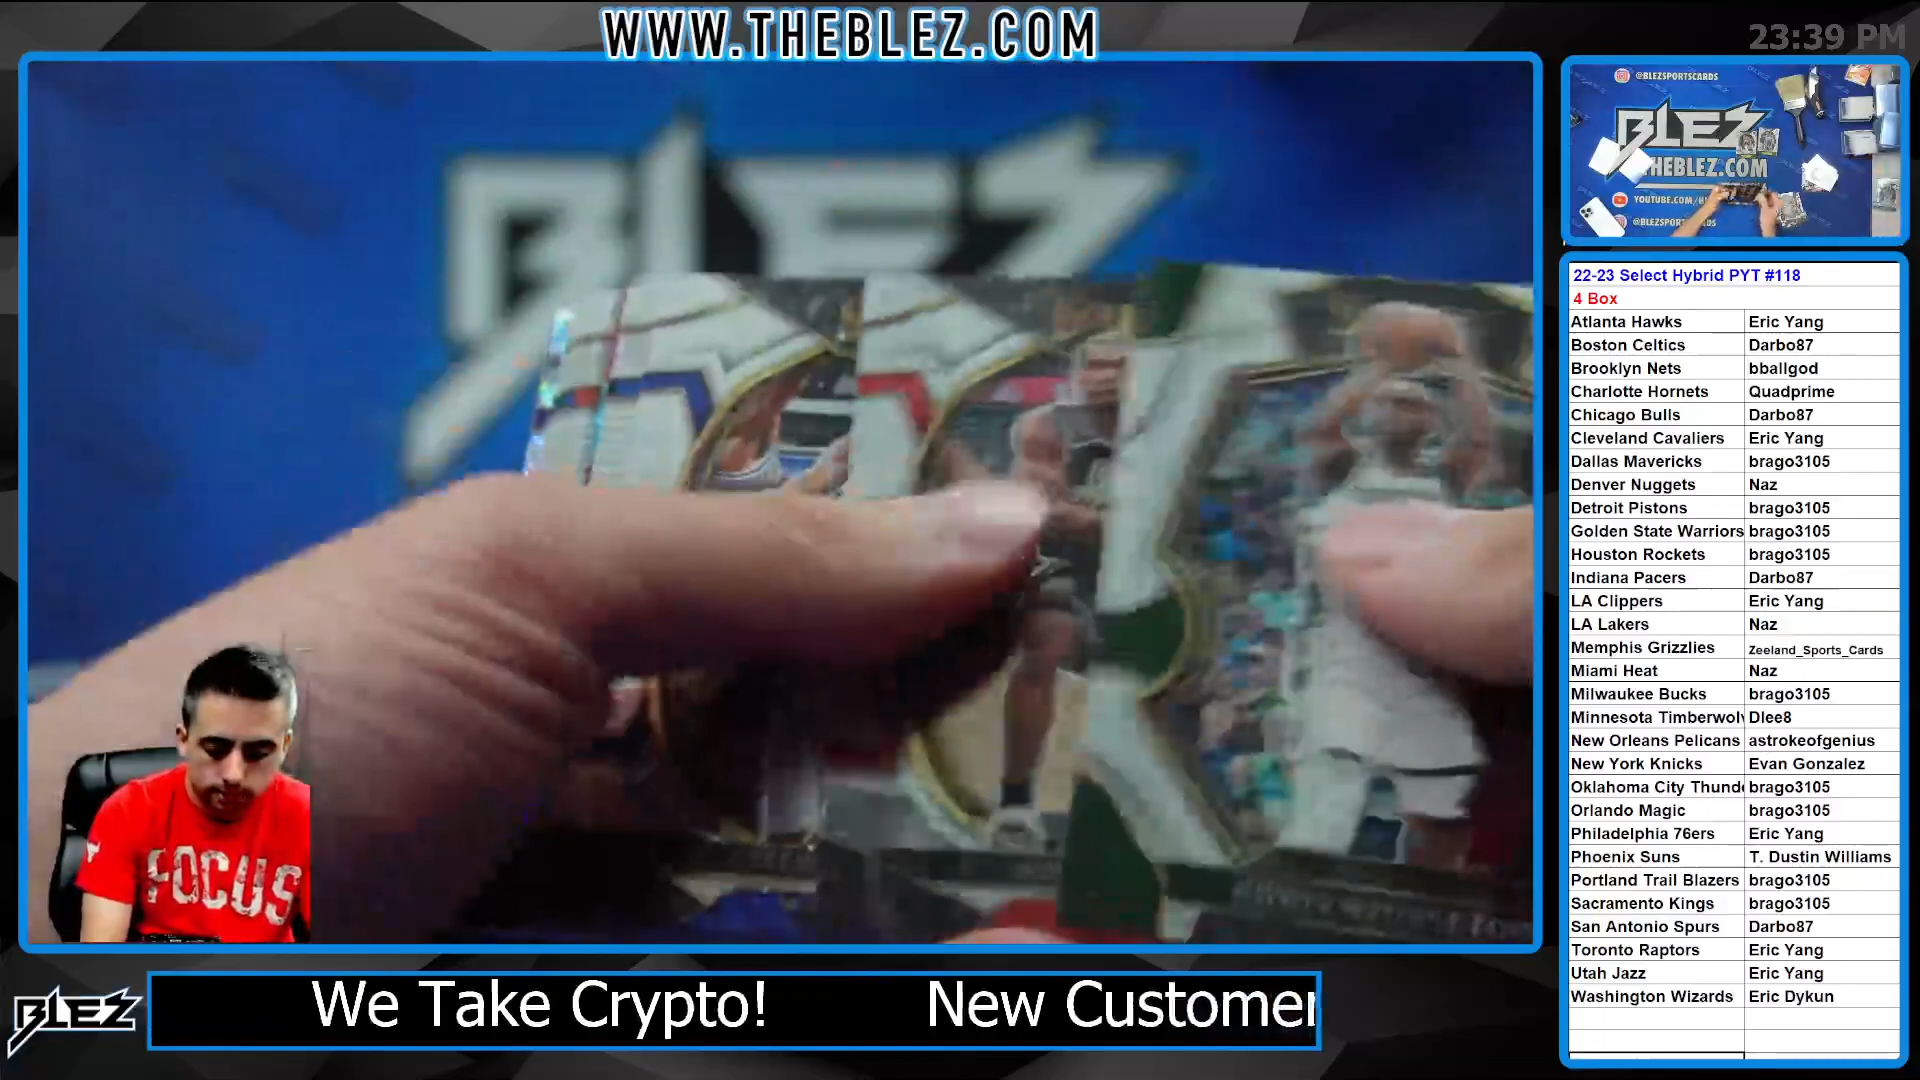 WWW.THEBLEZ.COM
23:39 PM
BLEZ
@BLEZSPORTSCARDS
BLEZ
THEBLEZ.COM
22-23 Select Hybrid PYT #118
4 Box
Atlanta Hawks Eric Yang
Boston Celtics Darbo87
Brooklyn Nets bballgod
Charlotte Hornets Quadprime
Chicago Bulls Darbo87
Cleveland Cavaliers Eric Yang
Dallas Mavericks brago3105
Denver Nuggets Naz
Detroit Pistons brago3105
Golden State Warriors brago3105
Houston Rockets brago3105
Indiana Pacers Darbo87
LA Clippers Eric Yang
LA Lakers Naz
Memphis Grizzlies Zeeland_Sports_Cards
Miami Heat Naz
Milwaukee Bucks brago3105
Minnesota Timberwol Dlee8
New Orleans Pelicans astrokeofgenius
New York Knicks Evan Gonzalez
Oklahoma City Thund brago3105
Orlando Magic brago3105
Philadelphia 76ers Eric Yang
Phoenix Suns T. Dustin Williams
Portland Trail Blazers brago3105
Sacramento Kings brago3105
San Antonio Spurs Darbo87
Toronto Raptors Eric Yang
Utah Jazz Eric Yang
Washington Wizards Eric Dykun
FOCUS
BLEZ
We Take Crypto! New Customer